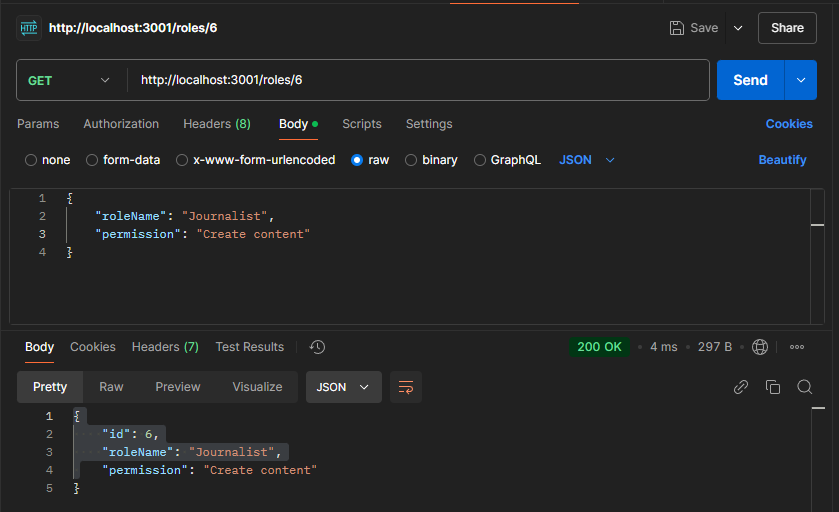 HTTP http://localhost:3001/roles/6 Save Share
GET http://localhost:3001/roles/6 Send
Params Authorization Headers (8) Body Scripts Settings Cookies
none form-data x-www-form-urlencoded raw binary GraphQL JSON Beautify
1 {
2 "roleName": "Journalist",
3 "permission": "Create content"
4 }
Body Cookies Headers (7) Test Results 200 OK • 4 ms • 297 B •
Pretty Raw Preview Visualize JSON
1 {
2 "id": 6,
3 "roleName": "Journalist",
4 "permission": "Create content"
5 }